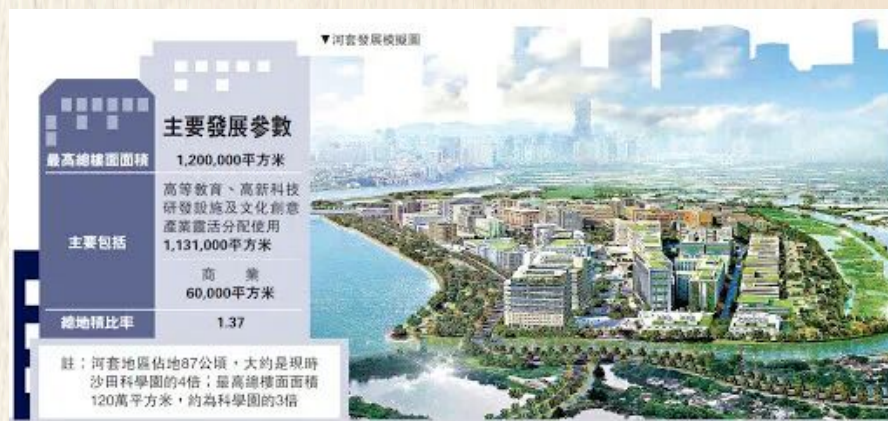 ▼河套發展模擬圖
主要發展參數
最高總樓面面積 1,200,000平方米
主要包括
高等教育、高新科技
研發設施及文化創意
產業靈活分配使用
1,131,000平方米
商 業
60,000平方米
總地積比率 1.37
註：河套地區佔地87公頃，大約是現時
沙田科學園的4倍；最高總樓面面積
120萬平方米，約為科學園的3倍